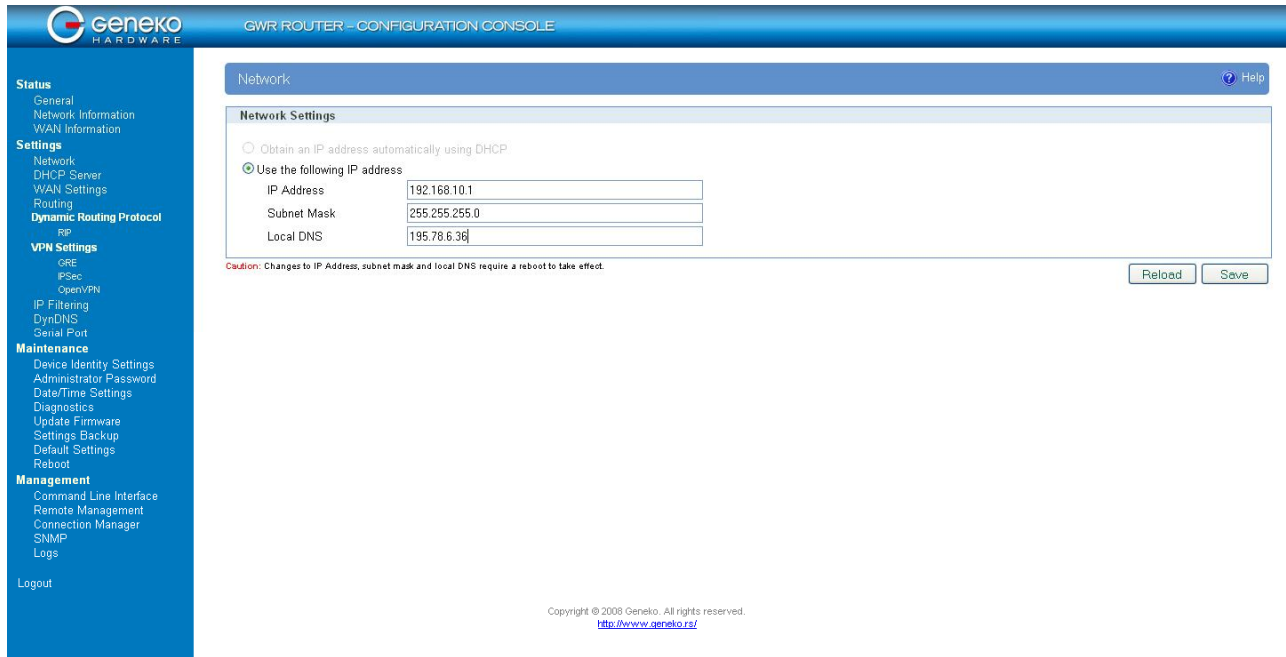 GENEKO
HARDWARE
GWR ROUTER – CONFIGURATION CONSOLE
Status
General
Network Information
WAN Information
Settings
Network
DHCP Server
WAN Settings
Routing
Dynamic Routing Protocol
RIP
VPN Settings
GRE
IPSec
OpenVPN
IP Filtering
DynDNS
Serial Port
Maintenance
Device Identity Settings
Administrator Password
Date/Time Settings
Diagnostics
Update Firmware
Settings Backup
Default Settings
Reboot
Management
Command Line Interface
Remote Management
Connection Manager
SNMP
Logs
Logout
Network
? Help
Network Settings
Obtain an IP address automatically using DHCP
Use the following IP address
IP Address 192.168.10.1
Subnet Mask 255.255.255.0
Local DNS 195.78.6.36
Caution: Changes to IP Address, subnet mask and local DNS require a reboot to take effect.
Reload Save
Copyright © 2008 Geneko. All rights reserved.
http://www.geneko.rs/